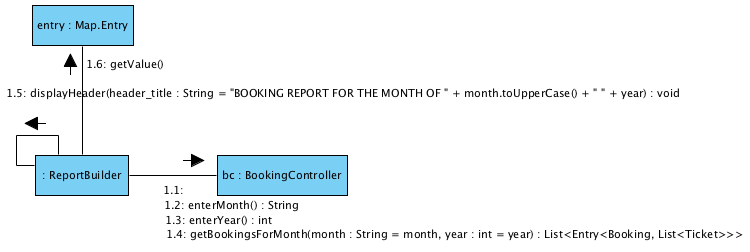 entry : Map.Entry
1.6: getValue()
1.5: displayHeader(header_title : String = "BOOKING REPORT FOR THE MONTH OF " + month.toUpperCase() + " " + year) : void
: ReportBuilder
bc : BookingController
1.1:
1.2: enterMonth() : String
1.3: enterYear() : int
1.4: getBookingsForMonth(month : String = month, year : int = year) : List<Entry<Booking, List<Ticket>>>